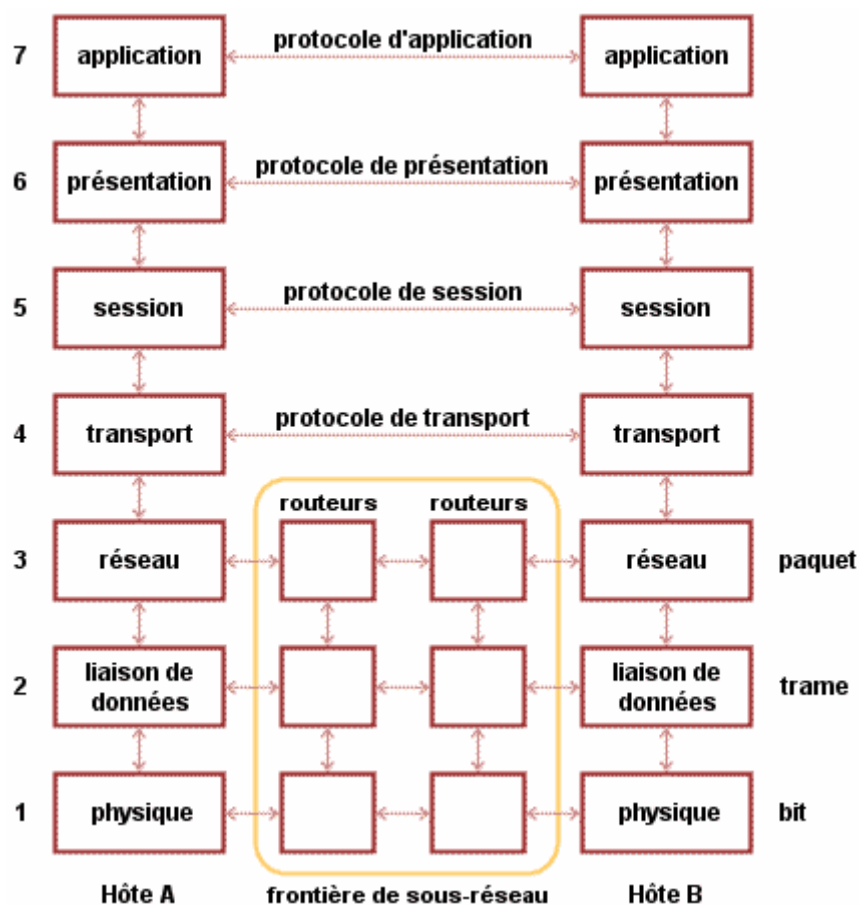 7 application protocole d'application application
6 présentation protocole de présentation présentation
5 session protocole de session session
4 transport protocole de transport transport
routeurs routeurs
3 réseau réseau paquet
2 liaison de données liaison de données trame
1 physique physique bit
Hôte A frontière de sous-réseau Hôte B